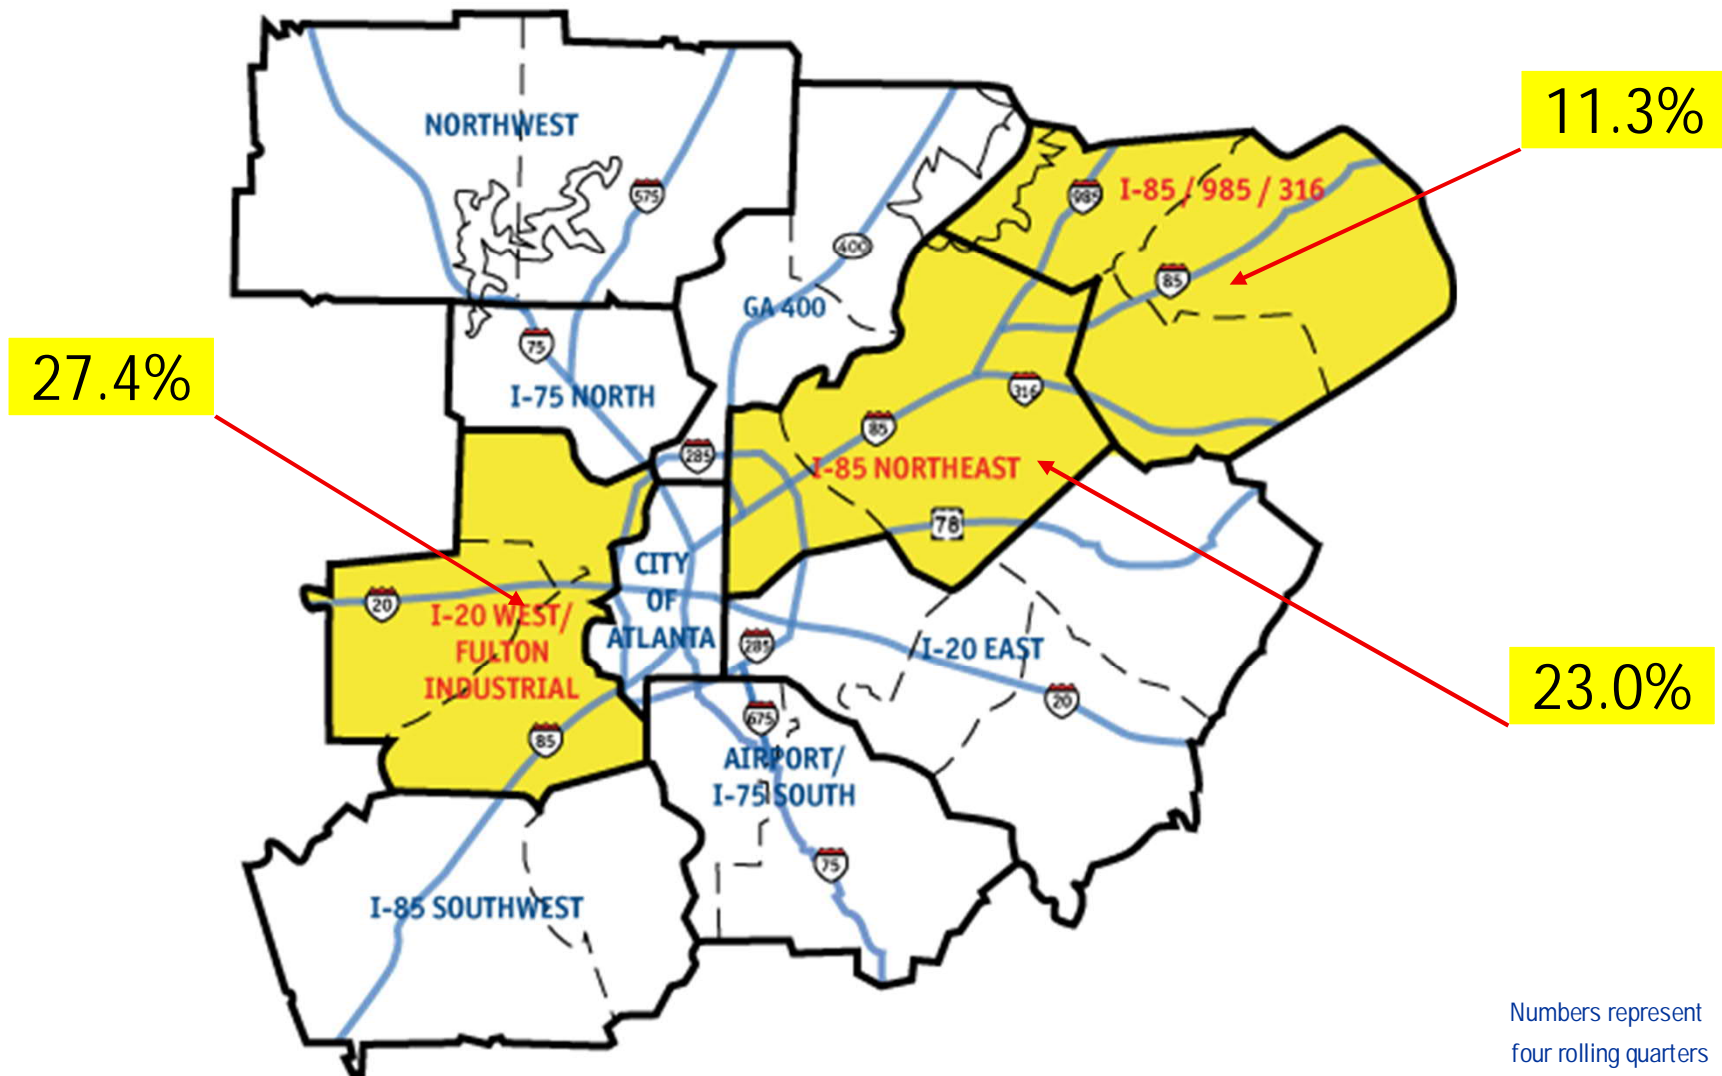 11.3%
NORTHWEST
575
985
I-85 / 985 / 316
400
85
GA 400
75
27.4%
I-75 NORTH
316
85
285
I-85 NORTHEAST
78
CITY
OF
ATLANTA
20
I-20 WEST/
FULTON
INDUSTRIAL
285
I-20 EAST
23.0%
20
675
85
AIRPORT/
I-75 SOUTH
75
I-85 SOUTHWEST
Numbers represent
four rolling quarters